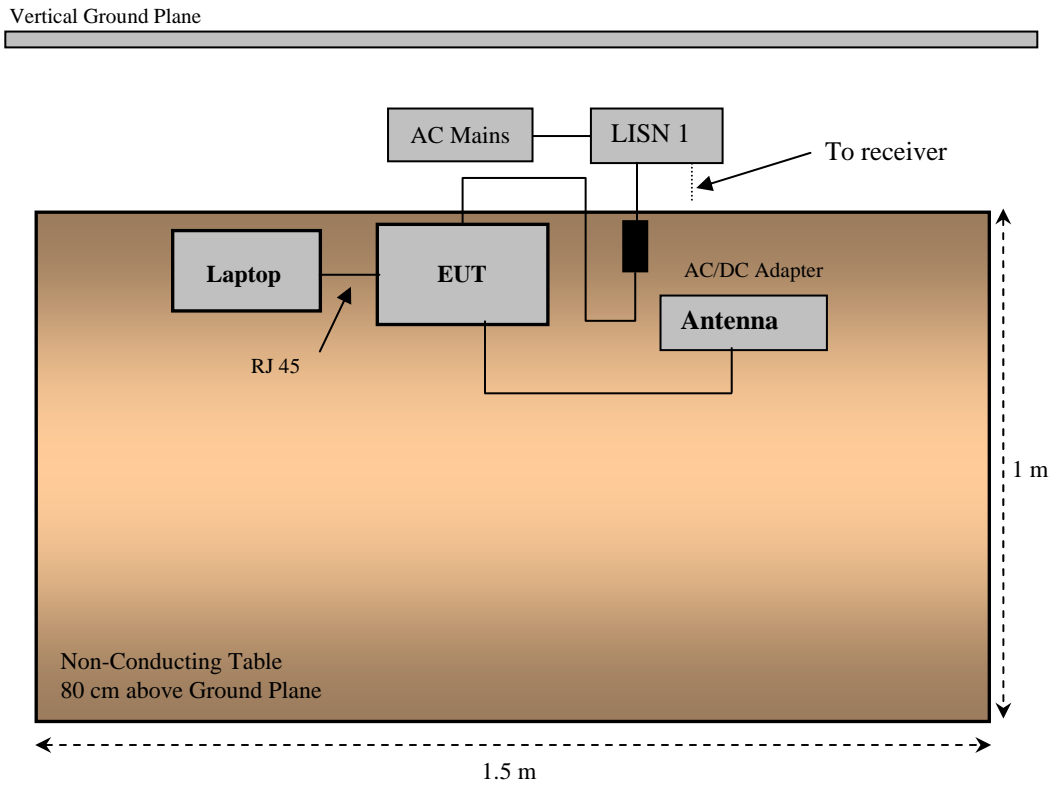 Vertical Ground Plane
AC Mains
LISN 1
To receiver
Laptop
EUT
AC/DC Adapter
Antenna
RJ 45
1 m
Non-Conducting Table
80 cm above Ground Plane
1.5 m